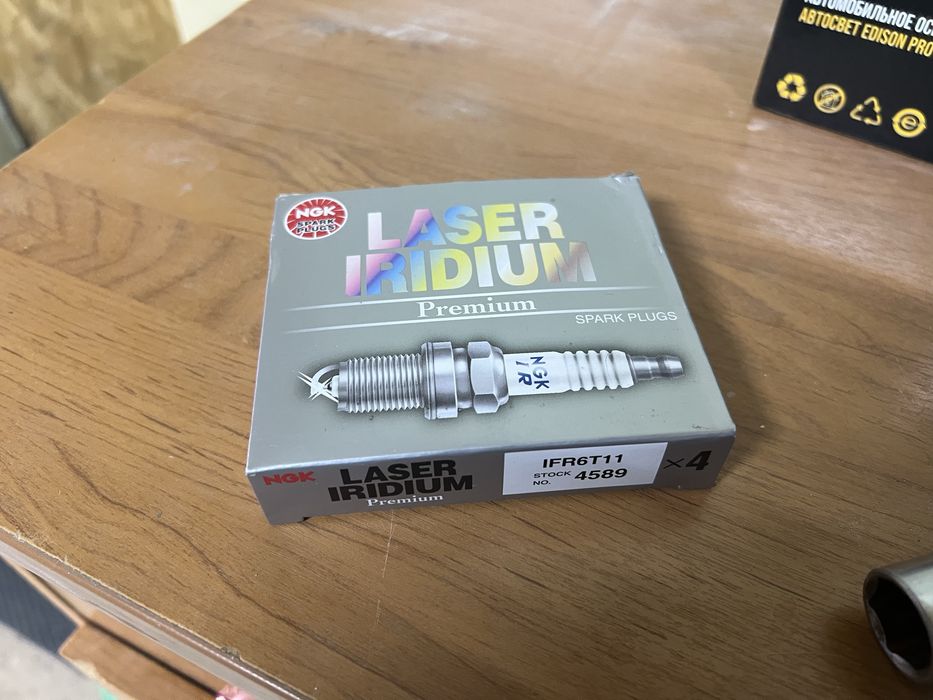 АВТОМОБИЛЬНОЕ
АВТОСВЕТ EDISON PRO
NGK
SPARK
PLUGS
LASER
IRIDIUM
Premium
SPARK PLUGS
NGK
IR
NGK
LASER
IRIDIUM
Premium
IFR6T11
STOCK
NO. 4589
×4